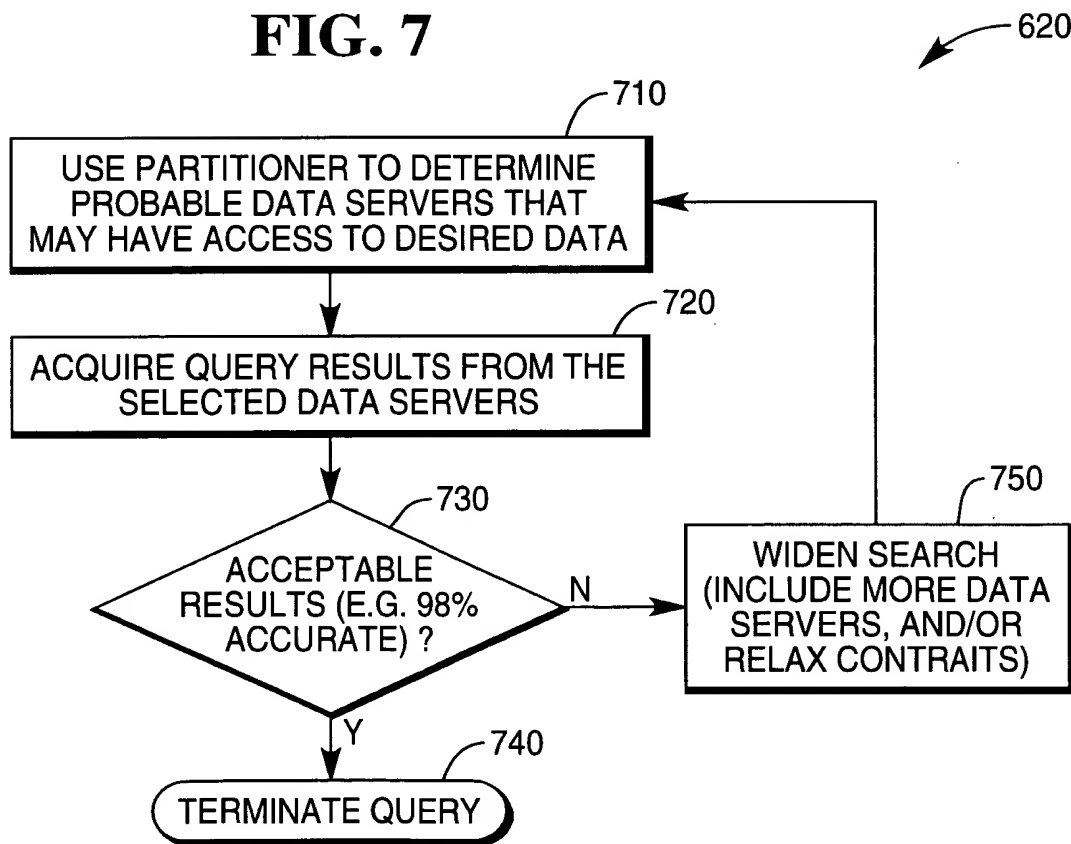 FIG. 7
620
710
USE PARTITIONER TO DETERMINE
PROBABLE DATA SERVERS THAT
MAY HAVE ACCESS TO DESIRED DATA
720
ACQUIRE QUERY RESULTS FROM THE
SELECTED DATA SERVERS
730
ACCEPTABLE
RESULTS (E.G. 98%
ACCURATE) ?
N
750
WIDEN SEARCH
(INCLUDE MORE DATA
SERVERS, AND/OR
RELAX CONTRAITS)
Y
740
TERMINATE QUERY